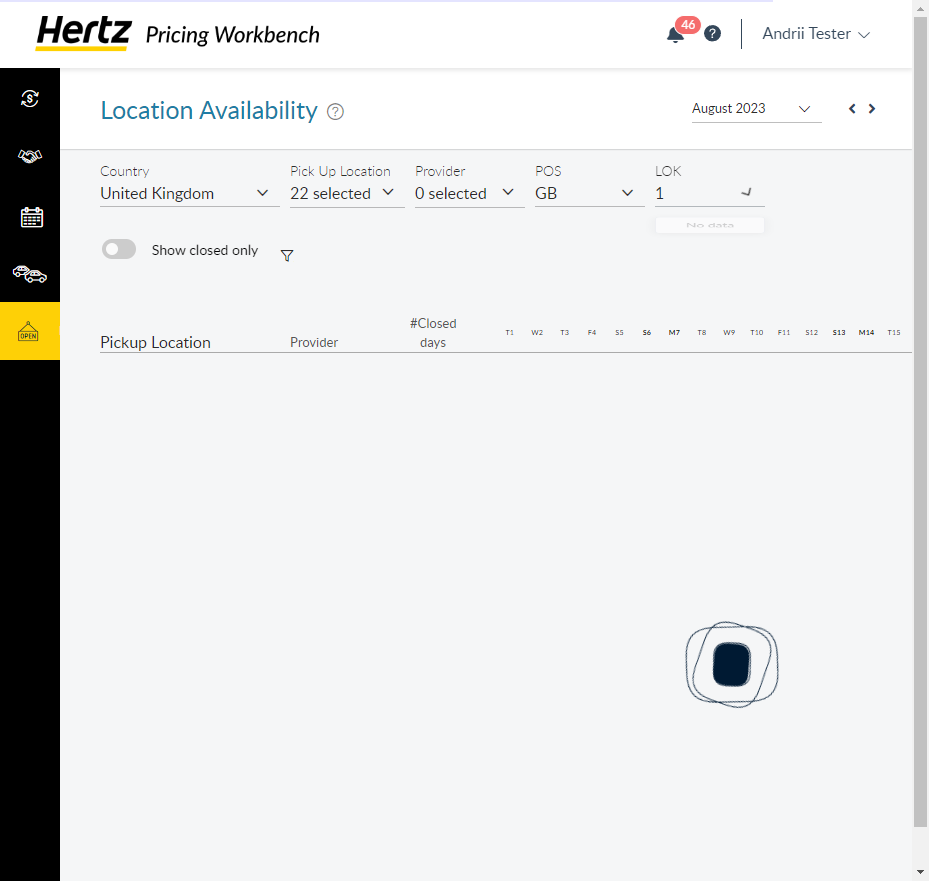 Hertz Pricing Workbench
46
?
Andrii Tester
Location Availability ?
August 2023
Country
Pick Up Location
Provider
POS
LOK
United Kingdom
22 selected
0 selected
GB
1
No data
Show closed only
#Closed
days
Pickup Location
Provider
T1 W2 T3 F4 S5 S6 M7 T8 W9 T10 F11 S12 S13 M14 T15
OPEN